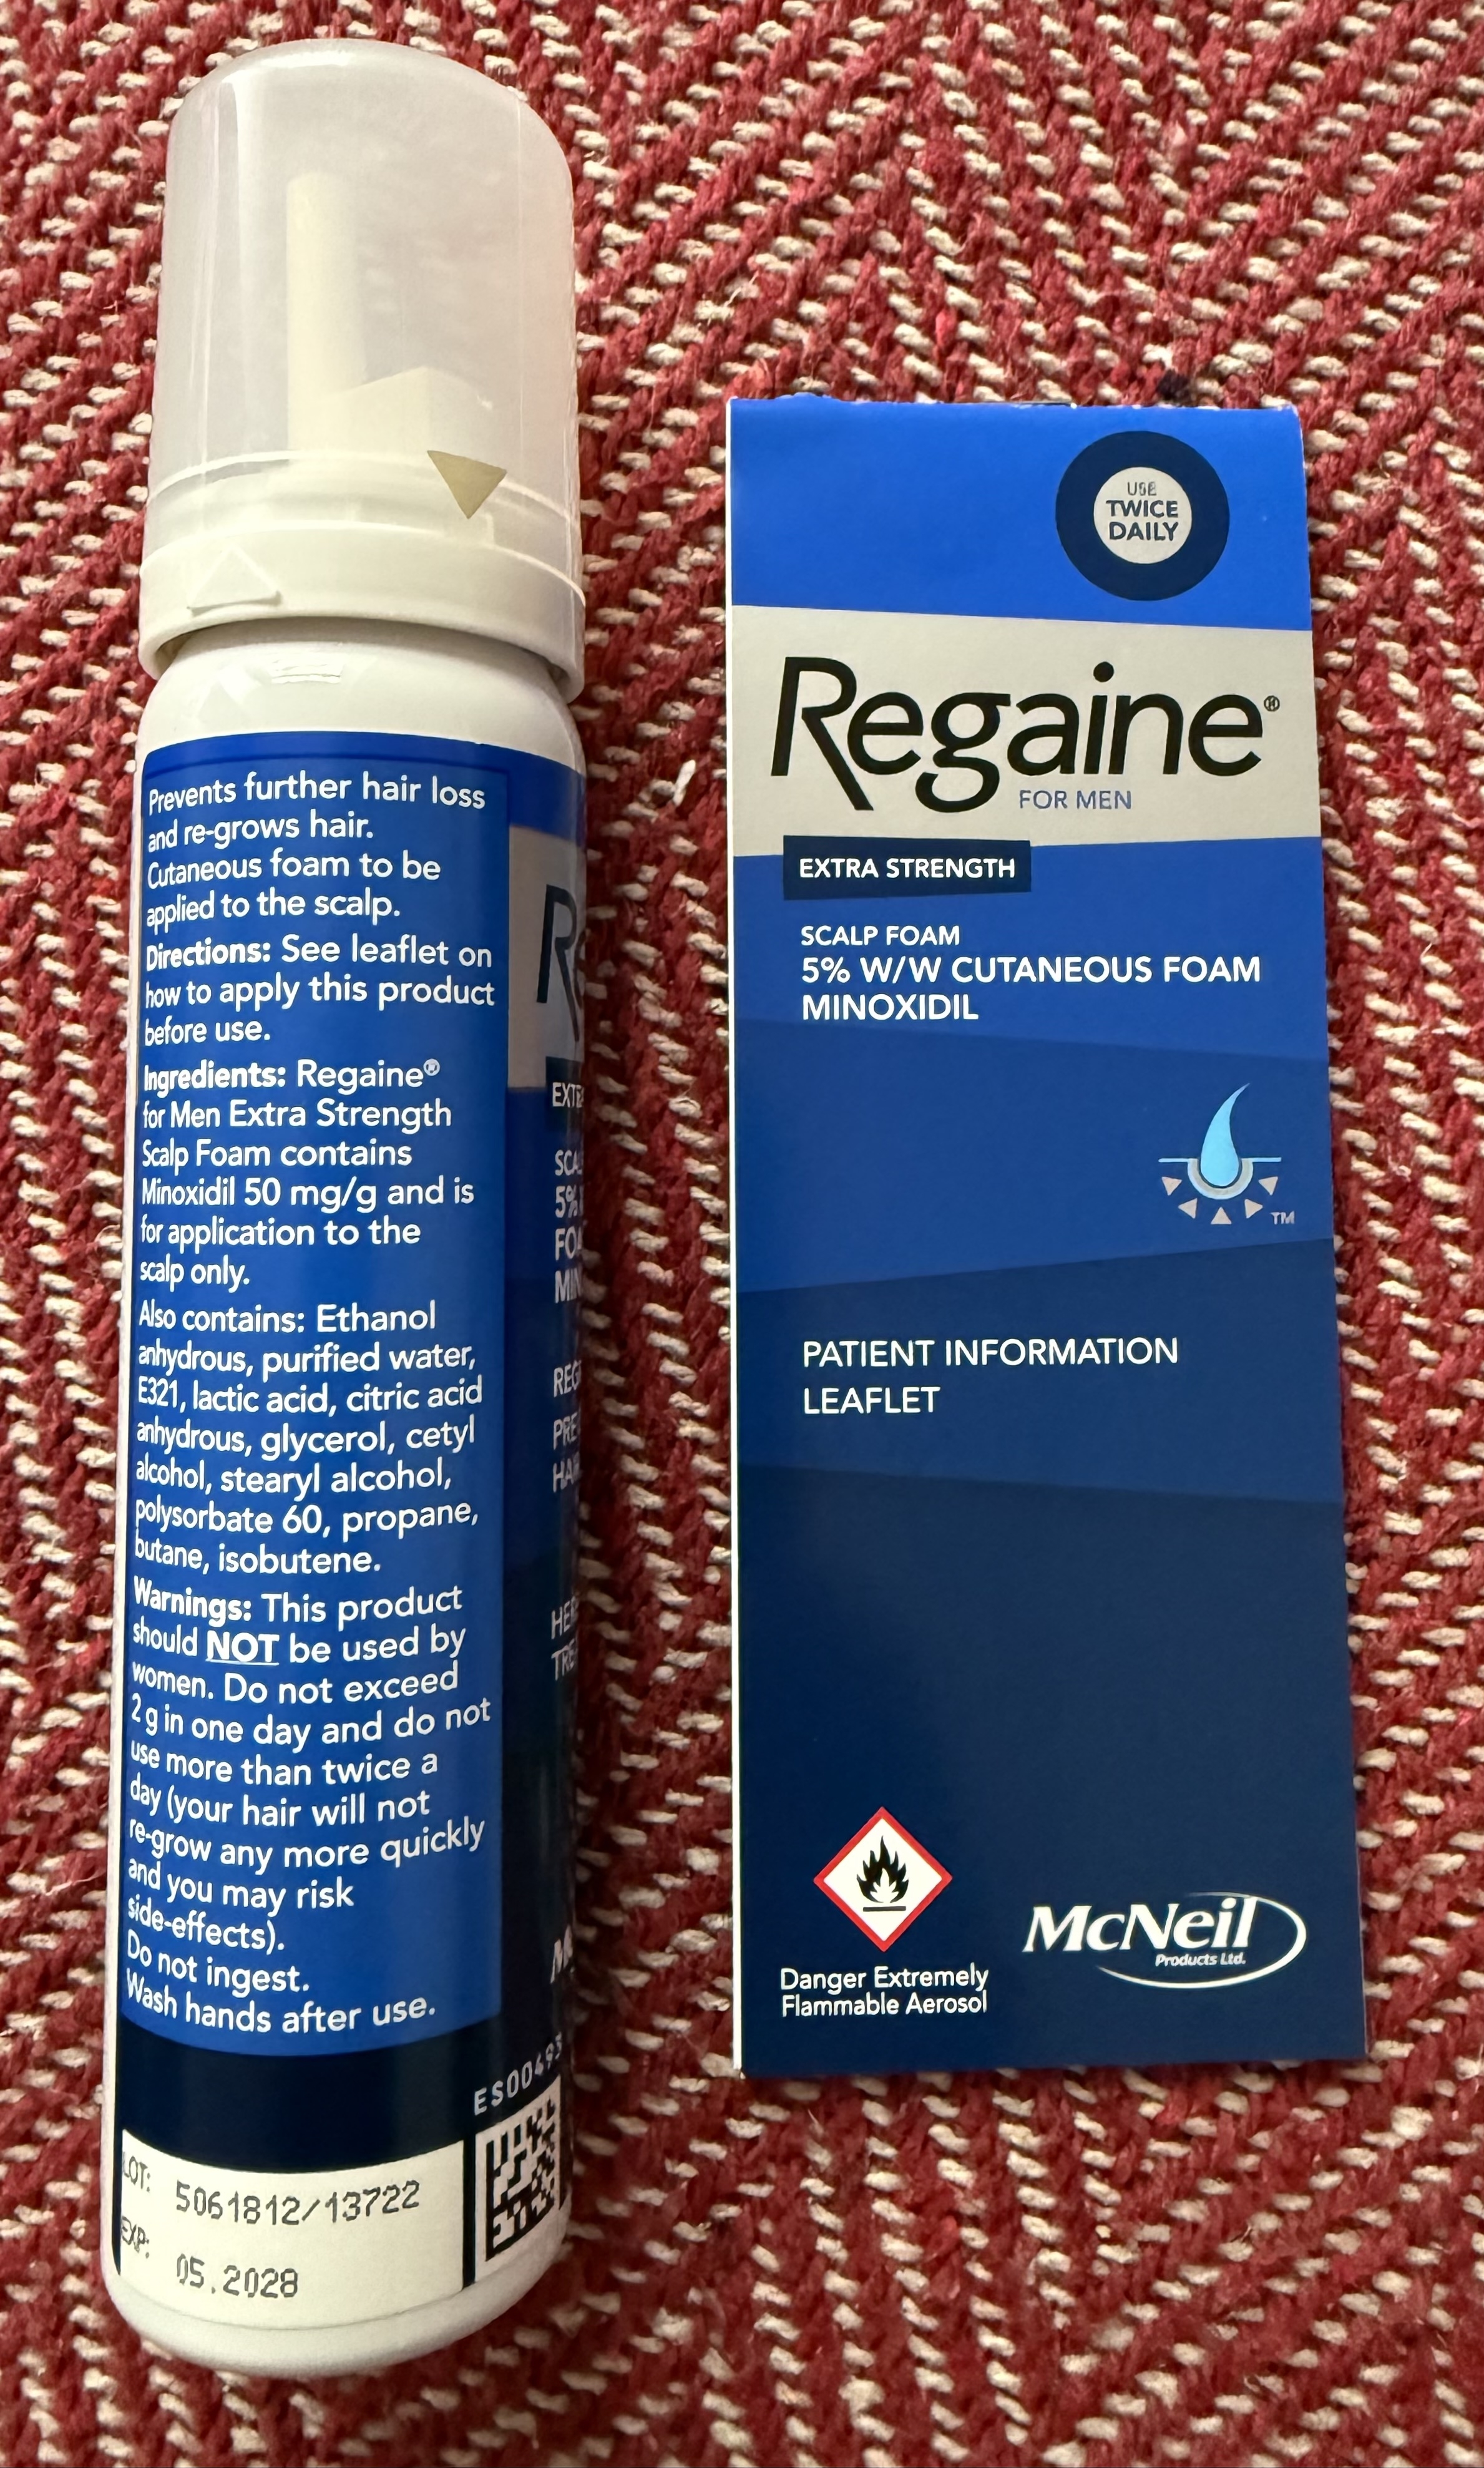 Prevents further hair loss
and re-grows hair.
Cutaneous foam to be
applied to the scalp.
Directions: See leaflet on
how to apply this product
before use.
Ingredients: Regaine®
for Men Extra Strength
Scalp Foam contains
Minoxidil 50 mg/g and is
for application to the
scalp only.
Also contains: Ethanol
anhydrous, purified water,
E321, lactic acid, citric acid
anhydrous, glycerol, cetyl
alcohol, stearyl alcohol,
polysorbate 60, propane,
butane, isobutene.
Warnings: This product
should NOT be used by
women. Do not exceed
2 g in one day and do not
use more than twice a
day (your hair will not
re-grow any more quickly
and you may risk
side-effects).
Do not ingest.
Wash hands after use.
LOT: 5061812/13722
EXP: 05.2028
USE
TWICE
DAILY
Regaine®
FOR MEN
EXTRA STRENGTH
SCALP FOAM
5% W/W CUTANEOUS FOAM
MINOXIDIL
TM
PATIENT INFORMATION
LEAFLET
Danger Extremely
Flammable Aerosol
McNeil
Products Ltd.